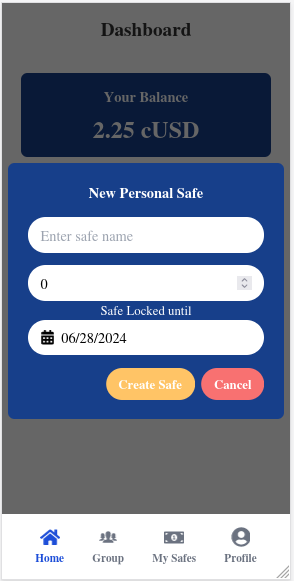 Dashboard
Your Balance
2.25 cUSD
New Personal Safe
Enter safe name
0
Safe Locked until
06/28/2024
Create Safe Cancel
Home Group My Safes Profile